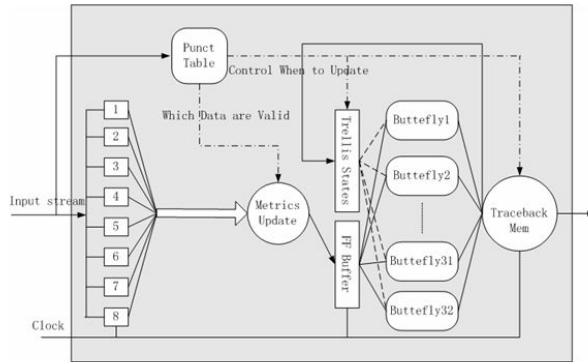 Punct
Table
Control When to Update
Which Data are Valid
1
2
3
4
5
6
7
8
Input stream
Clock
Metrics
Update
Trellis States
FF Buffer
Buttefly1
Buttefly2
Buttefly31
Buttefly32
Traceback
Mem